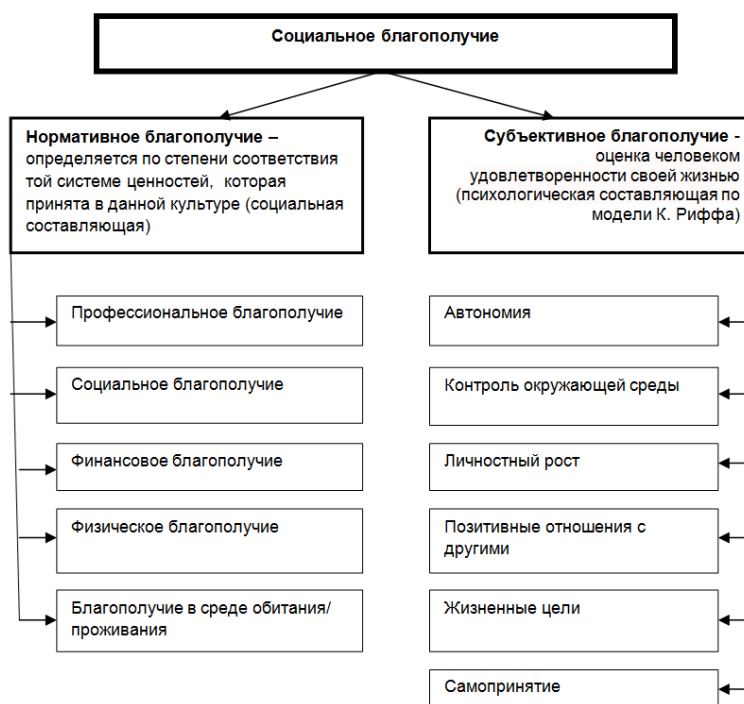 Социальное благополучие
Нормативное благополучие –
определяется по степени соответствия
той системе ценностей, которая
принята в данной культуре (социальная
составляющая)
Субъективное благополучие -
оценка человеком
удовлетворенности своей жизнью
(психологическая составляющая по
модели К. Риффа)
Профессиональное благополучие
Социальное благополучие
Финансовое благополучие
Физическое благополучие
Благополучие в среде обитания/
проживания
Автономия
Контроль окружающей среды
Личностный рост
Позитивные отношения с
другими
Жизненные цели
Самопринятие